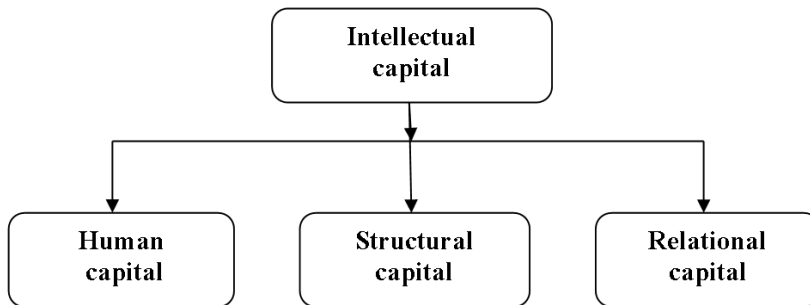 Intellectual
capital
Human
capital
Structural
capital
Relational
capital